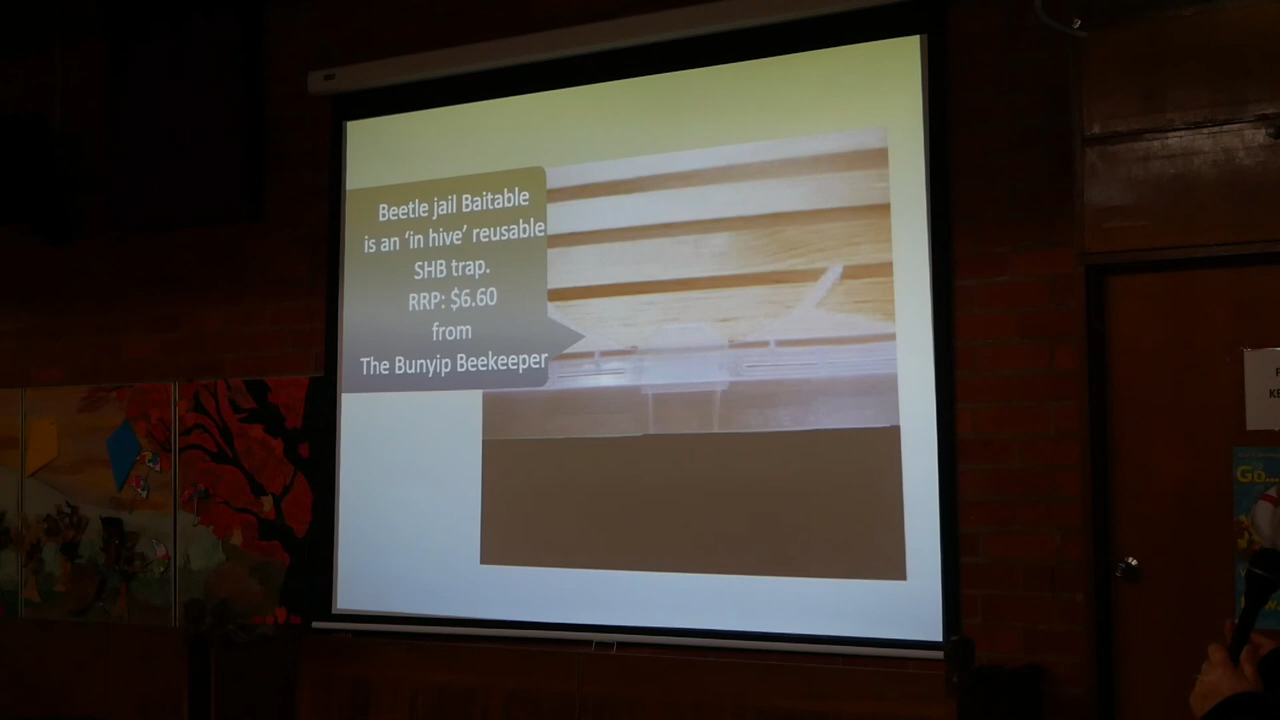 Beetle jail Baitable
is an ‘in hive’ reusable
SHB trap.
RRP: $6.60
from
The Bunyip Beekeeper